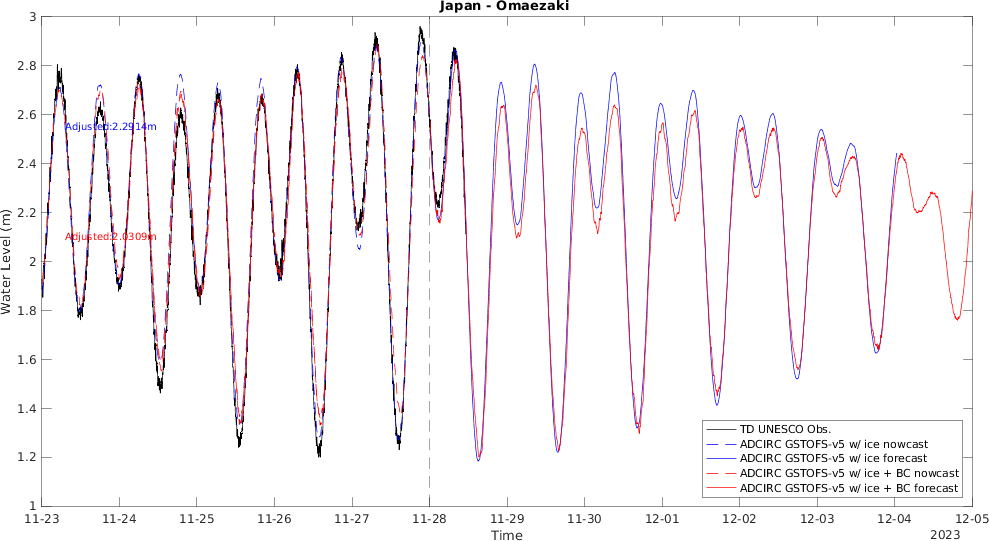 Japan - Omaezaki
3
2.8
2.6
2.4
2.2
2
1.8
1.6
1.4
1.2
1
Water Level (m)
Adjusted:2.2914m
Adjusted:2.0309m
TD UNESCO Obs.
ADCIRC GSTOFS-v5 w/ ice nowcast
ADCIRC GSTOFS-v5 w/ ice forecast
ADCIRC GSTOFS-v5 w/ ice + BC nowcast
ADCIRC GSTOFS-v5 w/ ice + BC forecast
11-23 11-24 11-25 11-26 11-27 11-28 11-29 11-30 12-01 12-02 12-03 12-04 12-05
Time
2023